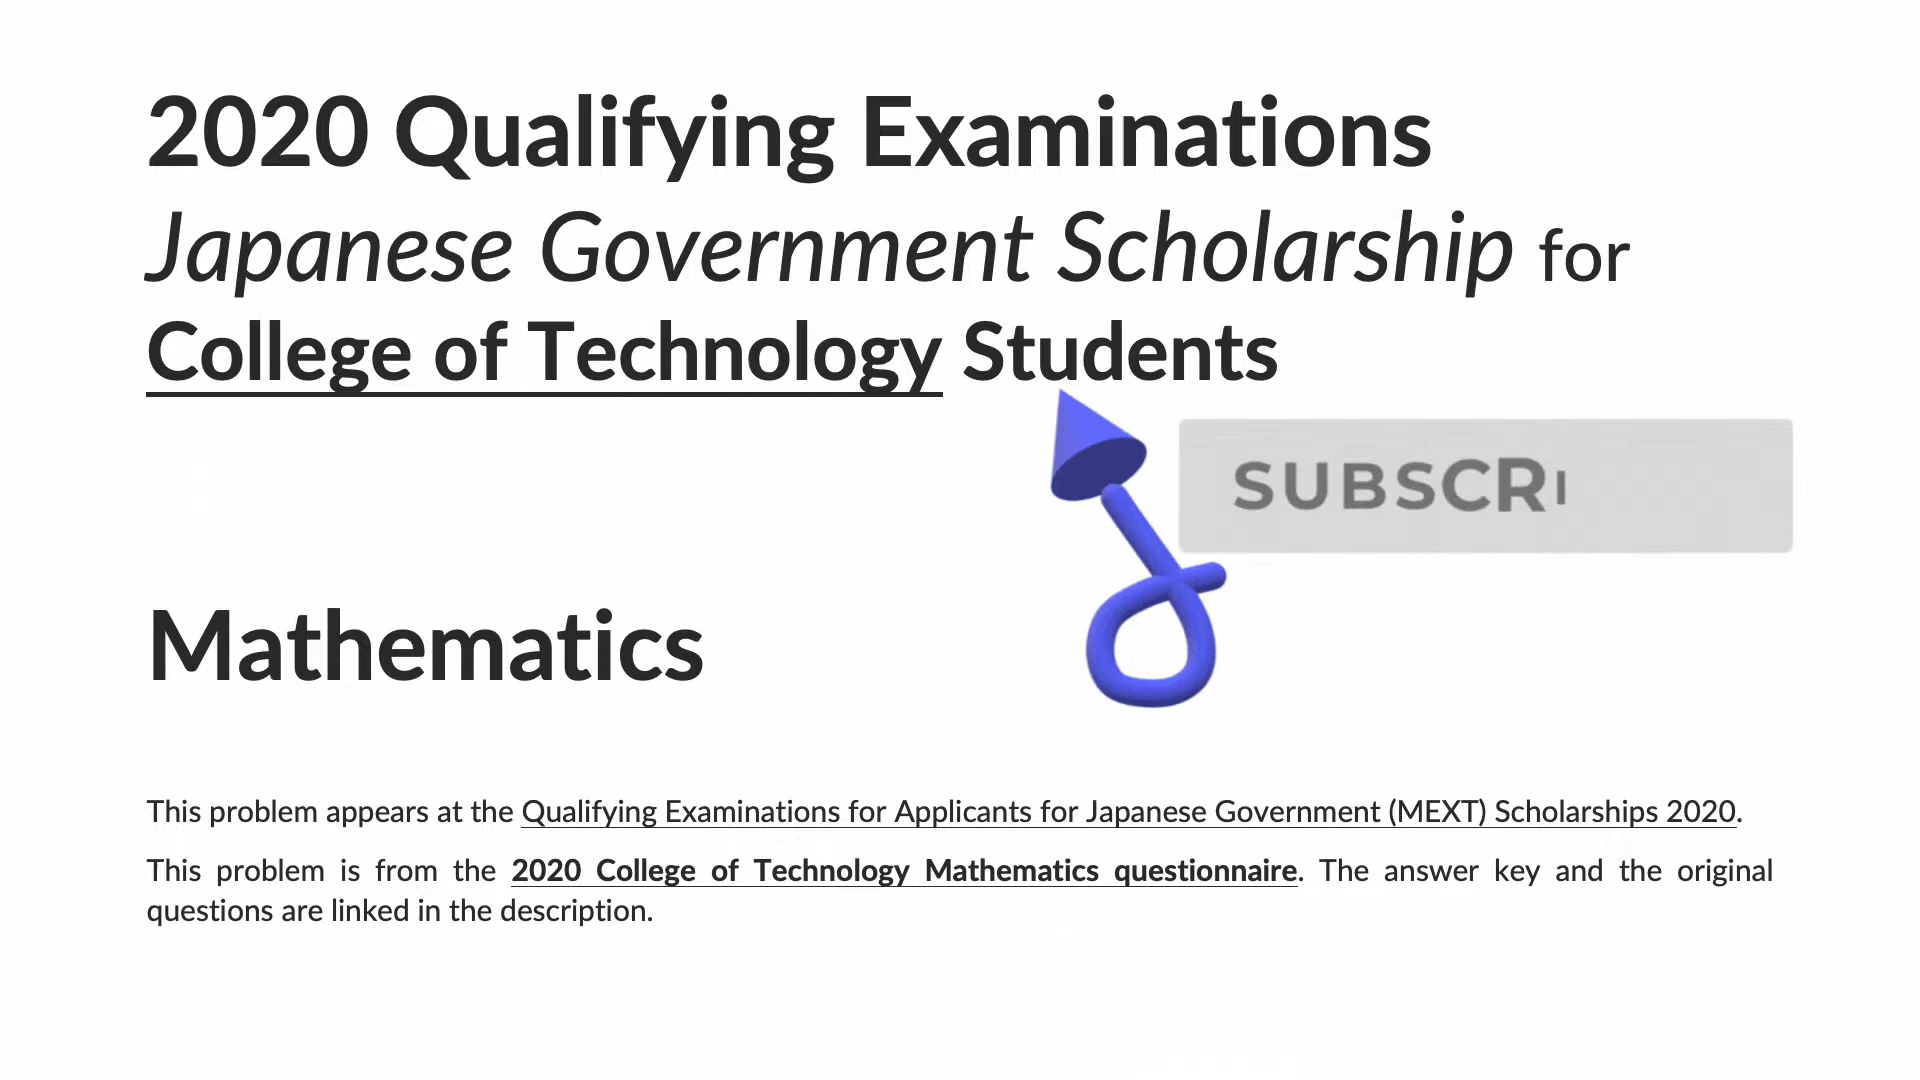 2020 Qualifying Examinations
Japanese Government Scholarship for
College of Technology Students
SUBSCRI
Mathematics
This problem appears at the Qualifying Examinations for Applicants for Japanese Government (MEXT) Scholarships 2020.
This problem is from the 2020 College of Technology Mathematics questionnaire. The answer key and the original
questions are linked in the description.